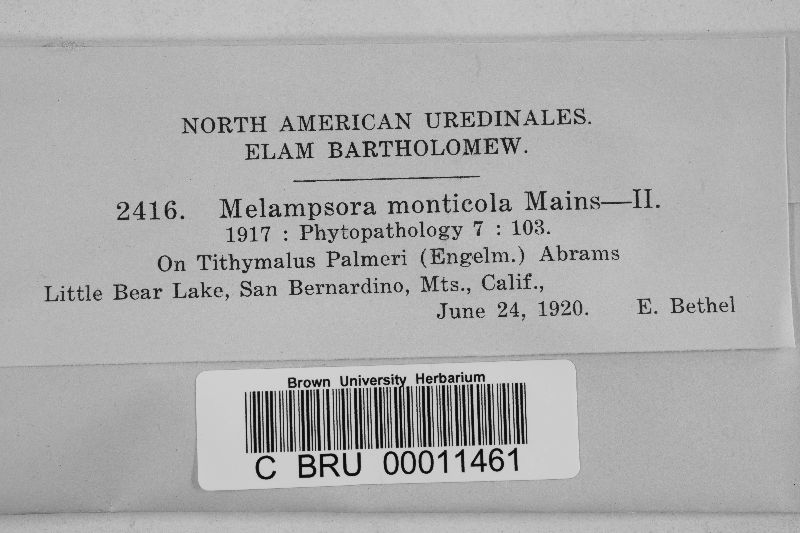 NORTH AMERICAN UREDINALES.
ELAM BARTHOLOMEW.
2416. Melampsora monticola Mains—II.
1917 : Phytopathology 7 : 103.
On Tithymalus Palmeri (Engelm.) Abrams
Little Bear Lake, San Bernardino, Mts., Calif.,
June 24, 1920. E. Bethel
Brown University Herbarium
C BRU 00011461